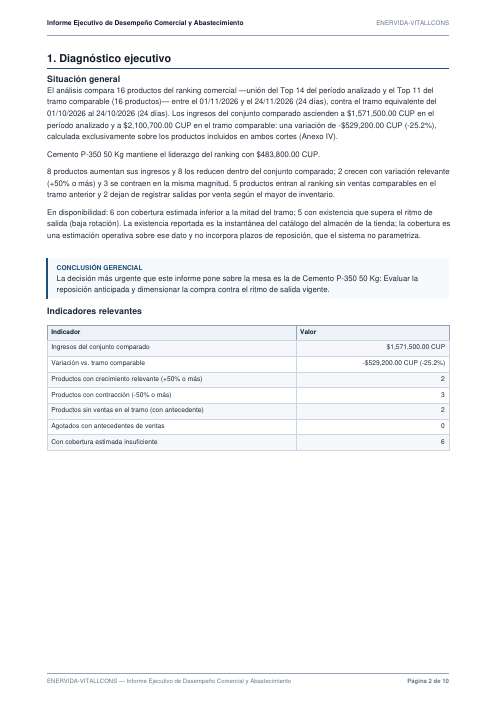 Informe Ejecutivo de Desempeño Comercial y Abastecimiento
ENERVIDA-VITALLCONS
1. Diagnóstico ejecutivo
Situación general
El análisis compara 16 productos del ranking comercial —unión del Top 14 del período analizado y el Top 11 del
tramo comparable (16 productos)— entre el 01/11/2026 y el 24/11/2026 (24 días), contra el tramo equivalente del
01/10/2026 al 24/10/2026 (24 días). Los ingresos del conjunto comparado ascienden a $1,571,500.00 CUP en el
período analizado y a $2,100,700.00 CUP en el tramo comparable: una variación de -$529,200.00 CUP (-25.2%),
calculada exclusivamente sobre los productos incluidos en ambos cortes (Anexo IV).
Cemento P-350 50 Kg mantiene el liderazgo del ranking con $483,800.00 CUP.
8 productos aumentan sus ingresos y 8 los reducen dentro del conjunto comparado; 2 crecen con variación relevante
(+50% o más) y 3 se contraen en la misma magnitud. 5 productos entran al ranking sin ventas comparables en el
tramo anterior y 2 dejan de registrar salidas por venta según el mayor de inventario.
En disponibilidad: 6 con cobertura estimada inferior a la mitad del tramo; 5 con existencia que supera el ritmo de
salida (baja rotación). La existencia reportada es la instantánea del catálogo del almacén de la tienda; la cobertura es
una estimación operativa sobre ese dato y no incorpora plazos de reposición, que el sistema no parametriza.
CONCLUSIÓN GERENCIAL
La decisión más urgente que este informe pone sobre la mesa es la de Cemento P-350 50 Kg: Evaluar la
reposición anticipada y dimensionar la compra contra el ritmo de salida vigente.
Indicadores relevantes
Indicador Valor
Ingresos del conjunto comparado $1,571,500.00 CUP
Variación vs. tramo comparable -$529,200.00 CUP (-25.2%)
Productos con crecimiento relevante (+50% o más) 2
Productos con contracción (-50% o más) 3
Productos sin ventas en el tramo (con antecedente) 2
Agotados con antecedentes de ventas 0
Con cobertura estimada insuficiente 6
ENERVIDA-VITALLCONS — Informe Ejecutivo de Desempeño Comercial y Abastecimiento
Página 2 de 10